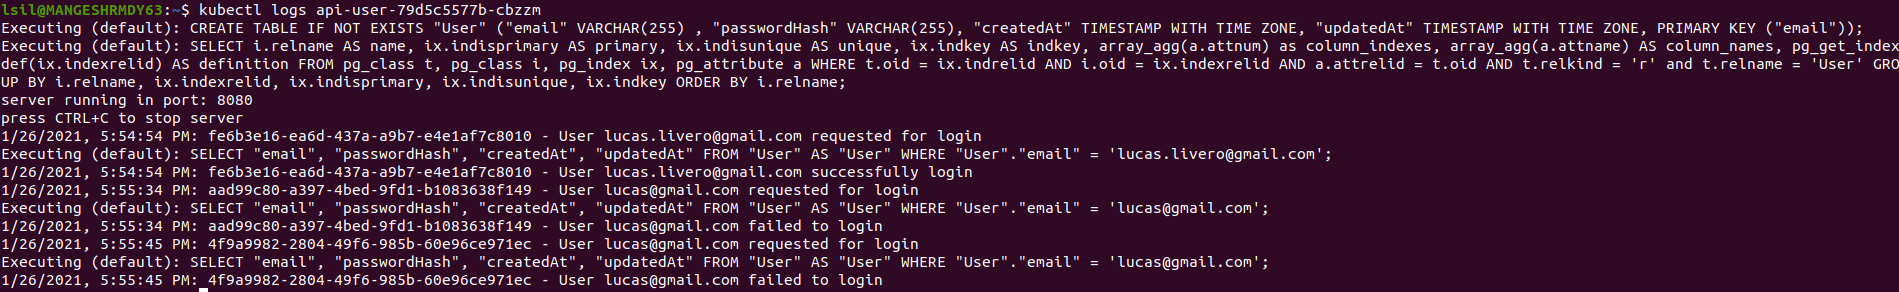 lsil@MANGESHRMDY63:~$ kubectl logs api-user-79d5c5577b-cbzzm
Executing (default): CREATE TABLE IF NOT EXISTS "User" ("email" VARCHAR(255) , "passwordHash" VARCHAR(255), "createdAt" TIMESTAMP WITH TIME ZONE, "updatedAt" TIMESTAMP WITH TIME ZONE, PRIMARY KEY ("email"));
Executing (default): SELECT i.relname AS name, ix.indisprimary AS primary, ix.indisunique AS unique, ix.indkey AS indkey, array_agg(a.attnum) as column_indexes, array_agg(a.attname) AS column_names, pg_get_index
def(ix.indexrelid) AS definition FROM pg_class t, pg_class i, pg_index ix, pg_attribute a WHERE t.oid = ix.indrelid AND i.oid = ix.indexrelid AND a.attrelid = t.oid AND t.relkind = 'r' and t.relname = 'User' GRO
UP BY i.relname, ix.indexrelid, ix.indisprimary, ix.indisunique, ix.indkey ORDER BY i.relname;
server running in port: 8080
press CTRL+C to stop server
1/26/2021, 5:54:54 PM: fe6b3e16-ea6d-437a-a9b7-e4e1af7c8010 - User lucas.livero@gmail.com requested for login
Executing (default): SELECT "email", "passwordHash", "createdAt", "updatedAt" FROM "User" AS "User" WHERE "User"."email" = 'lucas.livero@gmail.com';
1/26/2021, 5:54:54 PM: fe6b3e16-ea6d-437a-a9b7-e4e1af7c8010 - User lucas.livero@gmail.com successfully login
1/26/2021, 5:55:34 PM: aad99c80-a397-4bed-9fd1-b1083638f149 - User lucas@gmail.com requested for login
Executing (default): SELECT "email", "passwordHash", "createdAt", "updatedAt" FROM "User" AS "User" WHERE "User"."email" = 'lucas@gmail.com';
1/26/2021, 5:55:34 PM: aad99c80-a397-4bed-9fd1-b1083638f149 - User lucas@gmail.com failed to login
1/26/2021, 5:55:45 PM: 4f9a9982-2804-49f6-985b-60e96ce971ec - User lucas@gmail.com requested for login
Executing (default): SELECT "email", "passwordHash", "createdAt", "updatedAt" FROM "User" AS "User" WHERE "User"."email" = 'lucas@gmail.com';
1/26/2021, 5:55:45 PM: 4f9a9982-2804-49f6-985b-60e96ce971ec - User lucas@gmail.com failed to login